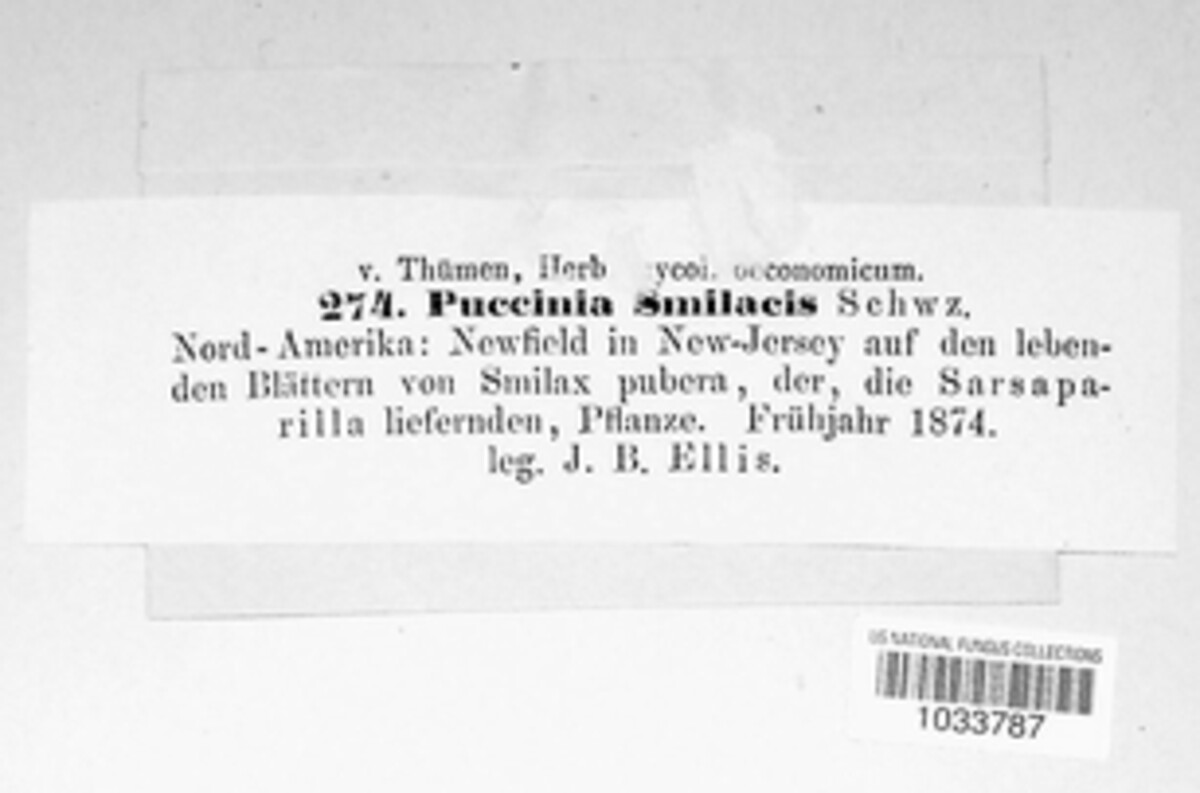 v. Thümen, Herb ycol. oeconomicum.
274. Puccinia Smilacis Schwz.
Nord-Amerika: Newfield in New-Jersey auf den leben-
den Blättern von Smilax pubera, der, die Sarsapa-
rilla liefernden, Pflanze. Frühjahr 1874.
leg. J. B. Ellis.
US NATIONAL FUNGUS COLLECTIONS
1033787